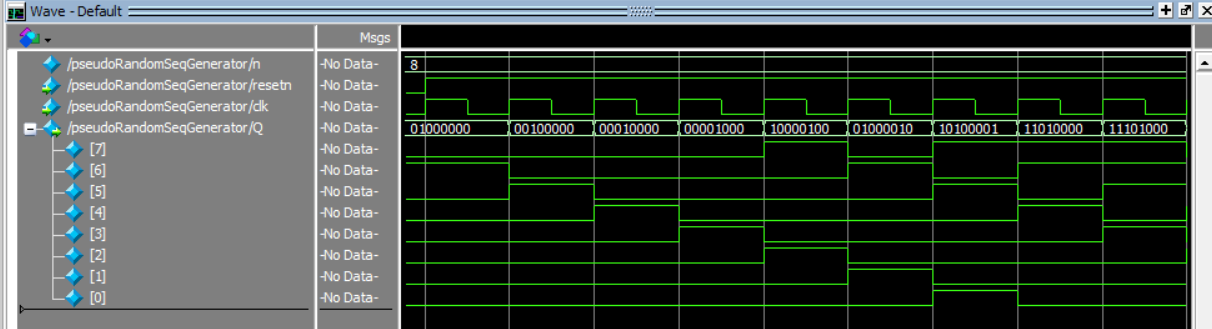 Wave - Default
Msgs
/pseudoRandomSeqGenerator/n -No Data- 8
/pseudoRandomSeqGenerator/resetn -No Data-
/pseudoRandomSeqGenerator/clk -No Data-
/pseudoRandomSeqGenerator/Q -No Data- 01000000 00100000 00010000 00001000 10000100 01000010 10100001 11010000 11101000
[7] -No Data-
[6] -No Data-
[5] -No Data-
[4] -No Data-
[3] -No Data-
[2] -No Data-
[1] -No Data-
[0] -No Data-